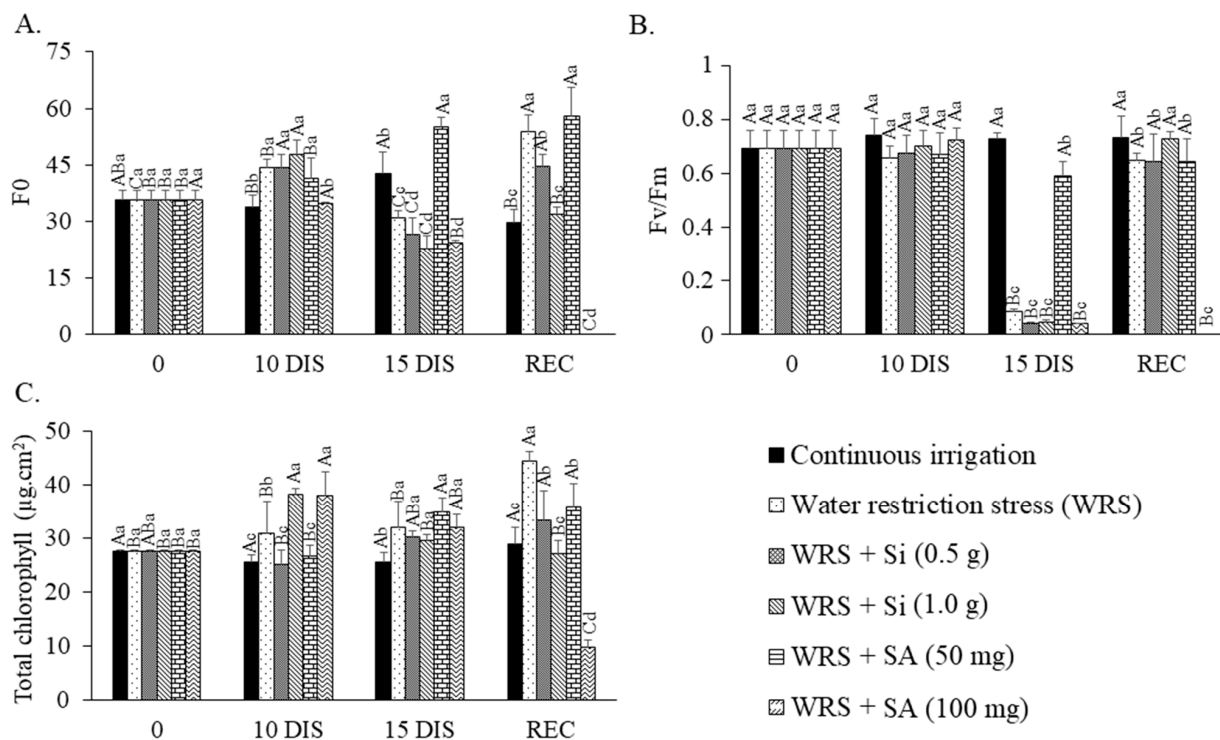 A.
75
60
45
30
15
0
F0
ABa Ca Ba Ba Ba Aa
Bb Ba Aa Aa Ba Ab
Ab Cc Cd Cd Aa Bd
Bc Aa Ab Bc Aa Cd
0 10 DIS 15 DIS REC
B.
1
0.8
0.6
0.4
0.2
0
Fv/Fm
Aa Aa Aa Aa Aa Aa
Aa Aa Aa Aa Aa Aa
Aa Bc Bc Bc Ab Bc
Aa Ab Ab Aa Ab Bc
0 10 DIS 15 DIS REC
C.
50
40
30
20
10
0
Total chlorophyll (µg.cm²)
Aa Ba ABa Ba Ba Ba
Ac Bb Bc Aa Bc Aa
Ab Ba ABa Ba Aa ABa
Ac Aa Ab Bc Ab Cd
0 10 DIS 15 DIS REC
Continuous irrigation
Water restriction stress (WRS)
WRS + Si (0.5 g)
WRS + Si (1.0 g)
WRS + SA (50 mg)
WRS + SA (100 mg)